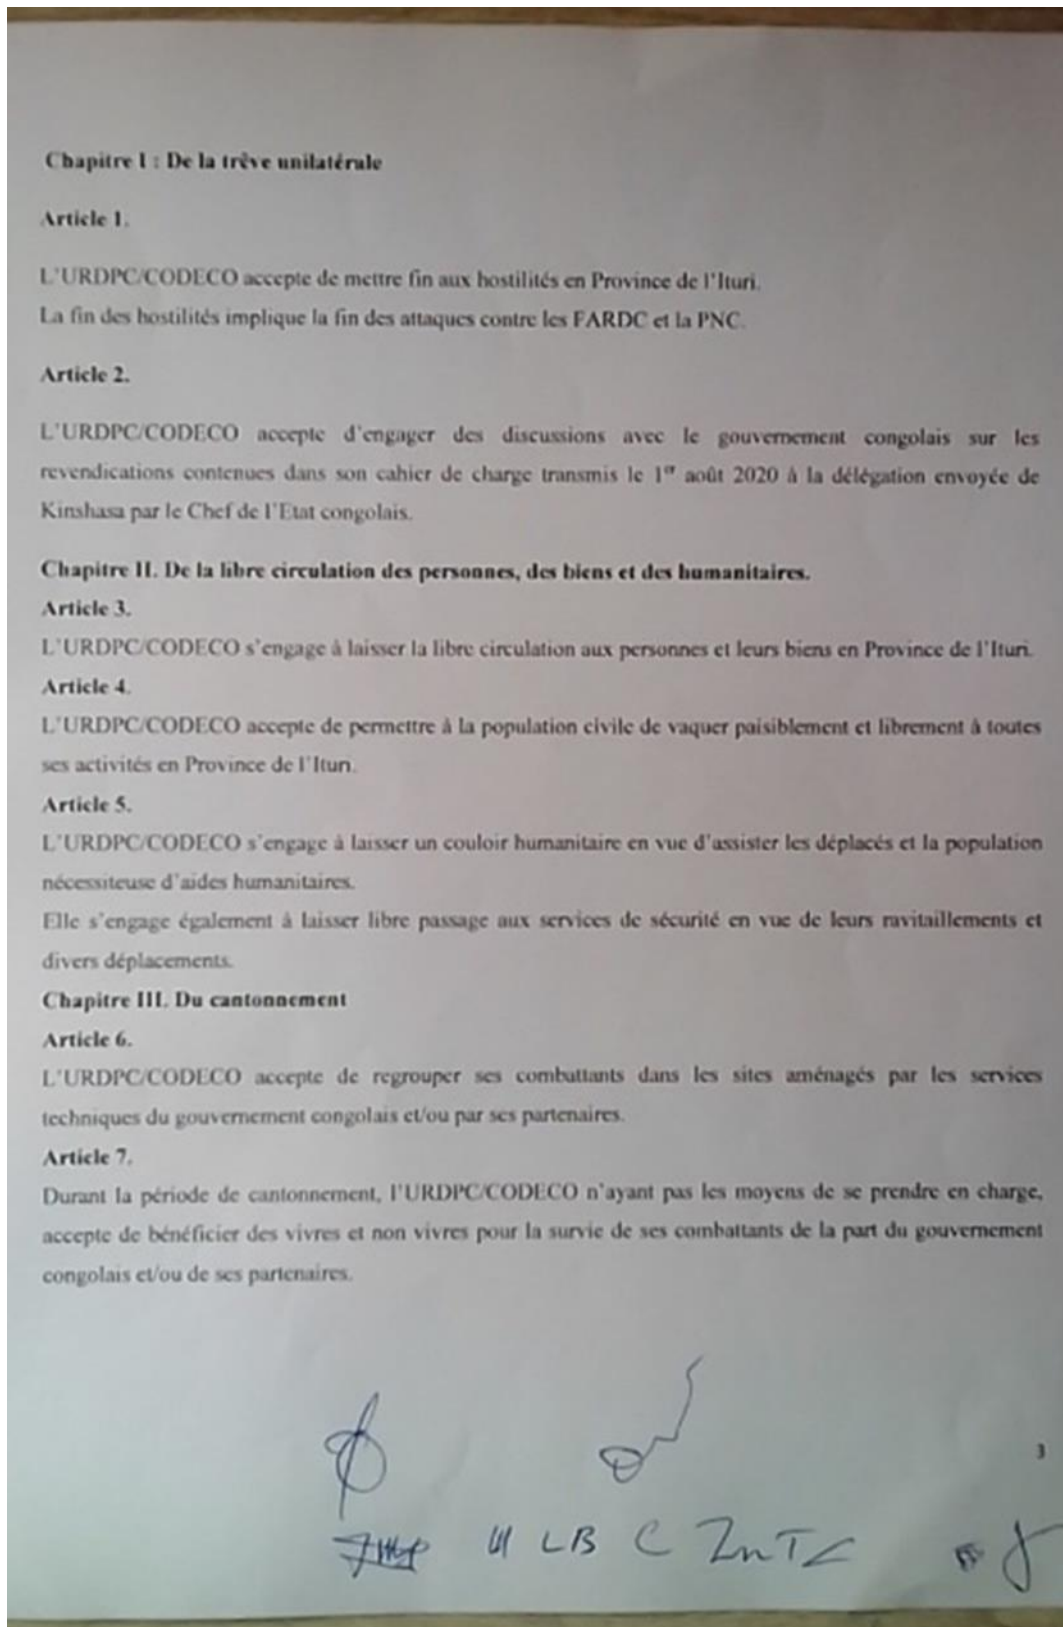 Chapitre I : De la trêve unilatérale
Article 1.
L'URDPC/CODECO accepte de mettre fin aux hostilités en Province de l'Ituri.
La fin des hostilités implique la fin des attaques contre les FARDC et la PNC.
Article 2.
L'URDPC/CODECO accepte d'engager des discussions avec le gouvernement congolais sur les
revendications contenues dans son cahier de charge transmis le 1er août 2020 à la délégation envoyée de
Kinshasa par le Chef de l'Etat congolais.
Chapitre II. De la libre circulation des personnes, des biens et des humanitaires.
Article 3.
L'URDPC/CODECO s'engage à laisser la libre circulation aux personnes et leurs biens en Province de l'Ituri.
Article 4.
L'URDPC/CODECO accepte de permettre à la population civile de vaquer paisiblement et librement à toutes
ses activités en Province de l'Ituri.
Article 5.
L'URDPC/CODECO s'engage à laisser un couloir humanitaire en vue d'assister les déplacés et la population
nécessiteuse d'aides humanitaires.
Elle s'engage également à laisser libre passage aux services de sécurité en vue de leurs ravitaillements et
divers déplacements.
Chapitre III. Du cantonnement
Article 6.
L'URDPC/CODECO accepte de regrouper ses combattants dans les sites aménagés par les services
techniques du gouvernement congolais et/ou par ses partenaires.
Article 7.
Durant la période de cantonnement, l'URDPC/CODECO n'ayant pas les moyens de se prendre en charge,
accepte de bénéficier des vivres et non vivres pour la survie de ses combattants de la part du gouvernement
congolais et/ou de ses partenaires.
3
LB C